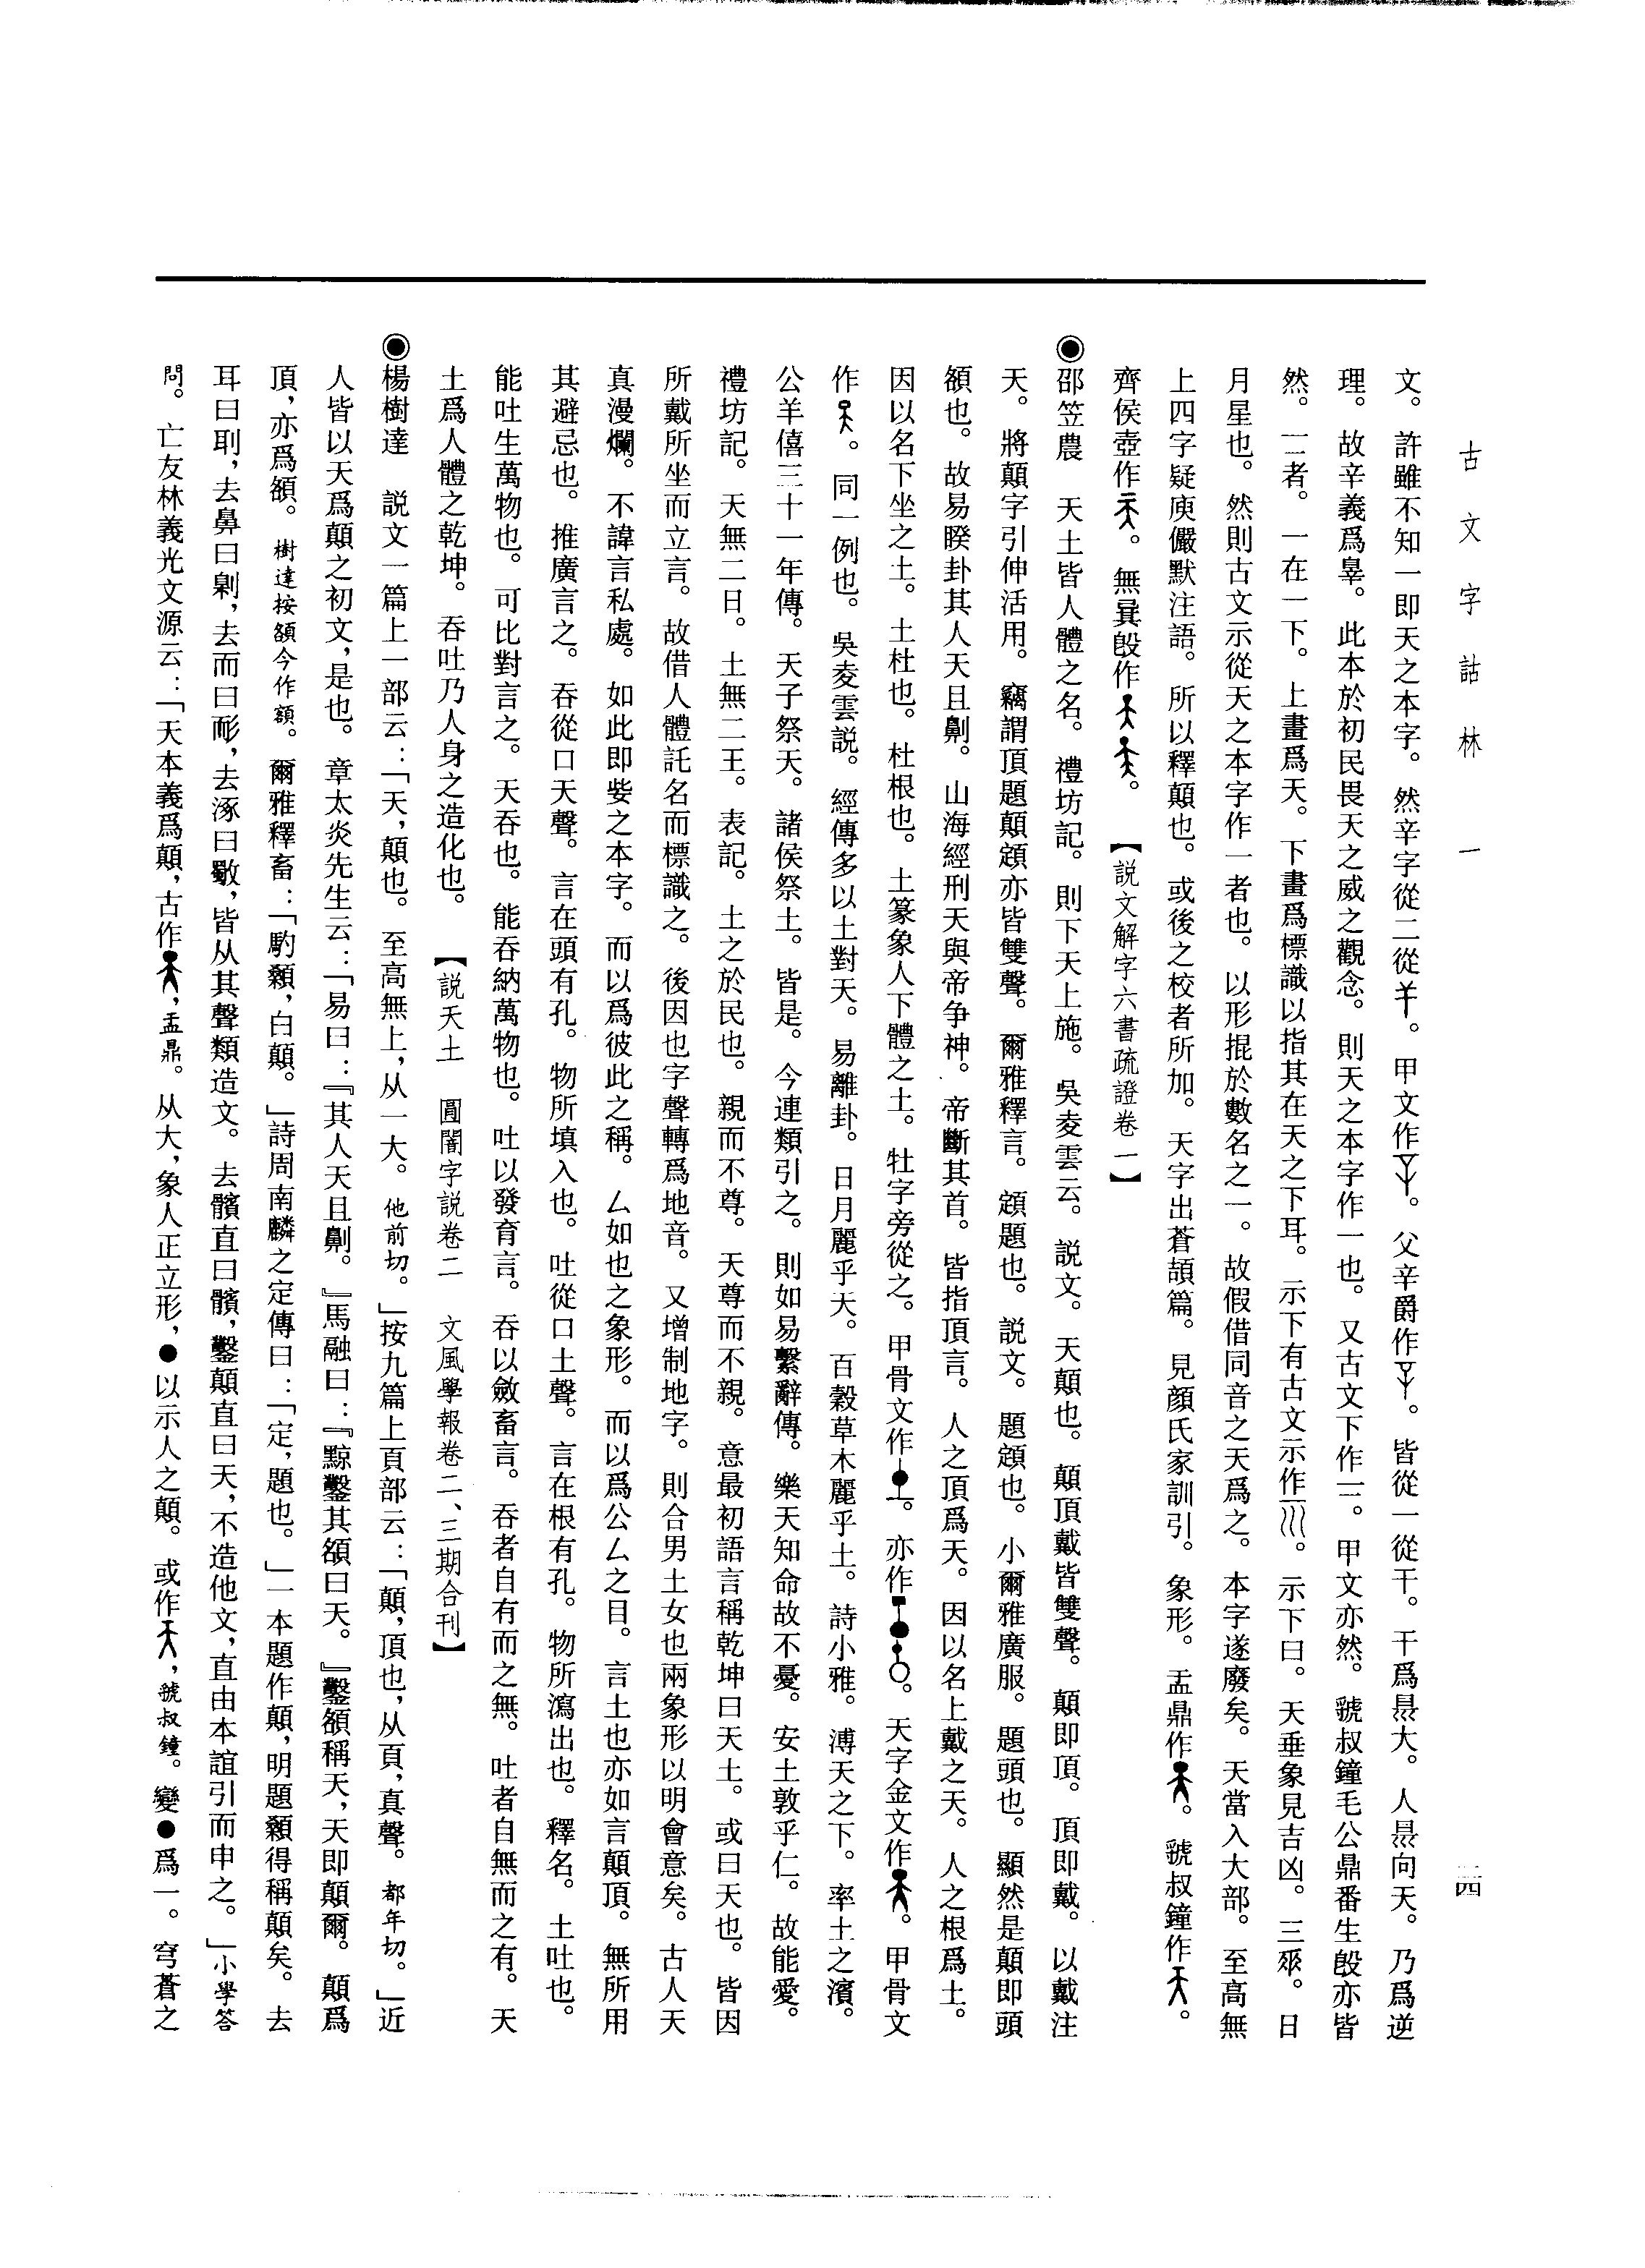 古文字詁林 一
二四
文。許雖不知一即天之本字。然辛字從二從䇂。甲文作。父辛爵作。皆從一從干。干爲㬎大。人㬎向天。乃爲逆
理。故辛義爲辠。此本於初民畏天之威之觀念。則天之本字作一也。又古文下作二。甲文亦然。虢叔鐘毛公鼎番生𣪘亦皆
然。二者。一在一下。上畫爲天。下畫爲標識以指其在天之下耳。示下有古文示作。示下曰。天垂象見吉凶。三垂。日
月星也。然則古文示從天之本字作一者也。以形掍於數名之一。故假借同音之天爲之。本字遂廢矣。天當入大部。至高無
上四字疑庾儼默注語。所以釋顛也。或後之校者所加。天字出蒼頡篇。見顔氏家訓引。象形。盂鼎作。虢叔鐘作。
齊侯壺作。無㠱𣪘作。 【説文解字六書疏證卷一】
◉邵笠農 天土皆人體之名。禮坊記。則下天上施。吳夌雲云。説文。天顛也。顛頂戴皆雙聲。顛即頂。頂即戴。以戴注
天。將顛字引伸活用。竊謂頂題顛顁亦皆雙聲。爾雅釋言。顁題也。説文。題顁也。小爾雅廣服。題頭也。顯然是顛即頭
頟也。故易睽卦其人天且劓。山海經刑天與帝争神。帝斷其首。皆指頂言。人之頂爲天。因以名上戴之天。人之根爲土。
因以名下坐之土。土杜也。杜根也。土篆象人下體之土。牡字旁從之。甲骨文作。亦作。天字金文作。甲骨文
作。同一例也。吳夌雲説。經傳多以土對天。易離卦。日月麗乎天。百穀草木麗乎土。詩小雅。溥天之下。率土之濱。
公羊僖三十一年傳。天子祭天。諸侯祭土。皆是。今連類引之。則如易繫辭傳。樂天知命故不憂。安土敦乎仁。故能愛。
禮坊記。天無二日。土無二王。表記。土之於民也。親而不尊。天尊而不親。意最初語言稱乾坤曰天土。或曰天也。皆因
所戴所坐而立言。故借人體託名而標識之。後因也字聲轉爲地音。又增制地字。則合男土女也兩象形以明會意矣。古人天
真漫爛。不諱言私處。如此即㱔之本字。而以爲彼此之稱。厶如也之象形。而以爲公厶之目。言土也亦如言顛頂。無所用
其避忌也。推廣言之。吞從口天聲。言在頭有孔。物所填入也。吐從口土聲。言在根有孔。物所瀉出也。釋名。土吐也。
能吐生萬物也。可比對言之。天吞也。能吞納萬物也。吐以發育言。吞以斂畜言。吞者自有而之無。吐者自無而之有。天
土爲人體之乾坤。吞吐乃人身之造化也。 【説天土 圓闇字説卷二 文風學報卷二、三期合刊】
◉楊樹達 説文一篇上一部云：「天，顛也。至高無上，从一大。他前切。」按九篇上頁部云：「顛，頂也，从頁，真聲。都年切。」近
人皆以天爲顛之初文，是也。章太炎先生云：「易曰：『其人天且劓。』馬融曰：『黥鑿其頟曰天。』鑿頟稱天，天即顛爾。顛爲
頂，亦爲頟。樹達按頟今作額。爾雅釋畜：「馰顙，白顛。」詩周南麟之定傳曰：「定，題也。」一本題作顛，明題顙得稱顛矣。去
耳曰刵，去鼻曰劓，去而曰耏，去涿曰斀，皆从其聲類造文。去髕直曰髕，鑿顛直曰天，不造他文，直由本誼引而申之。」小學答
問。亡友林義光文源云：「天本義爲顛，古作，盂鼎。从大，象人正立形，●以示人之顛。或作，虢叔鐘。變●爲一。穹蒼之